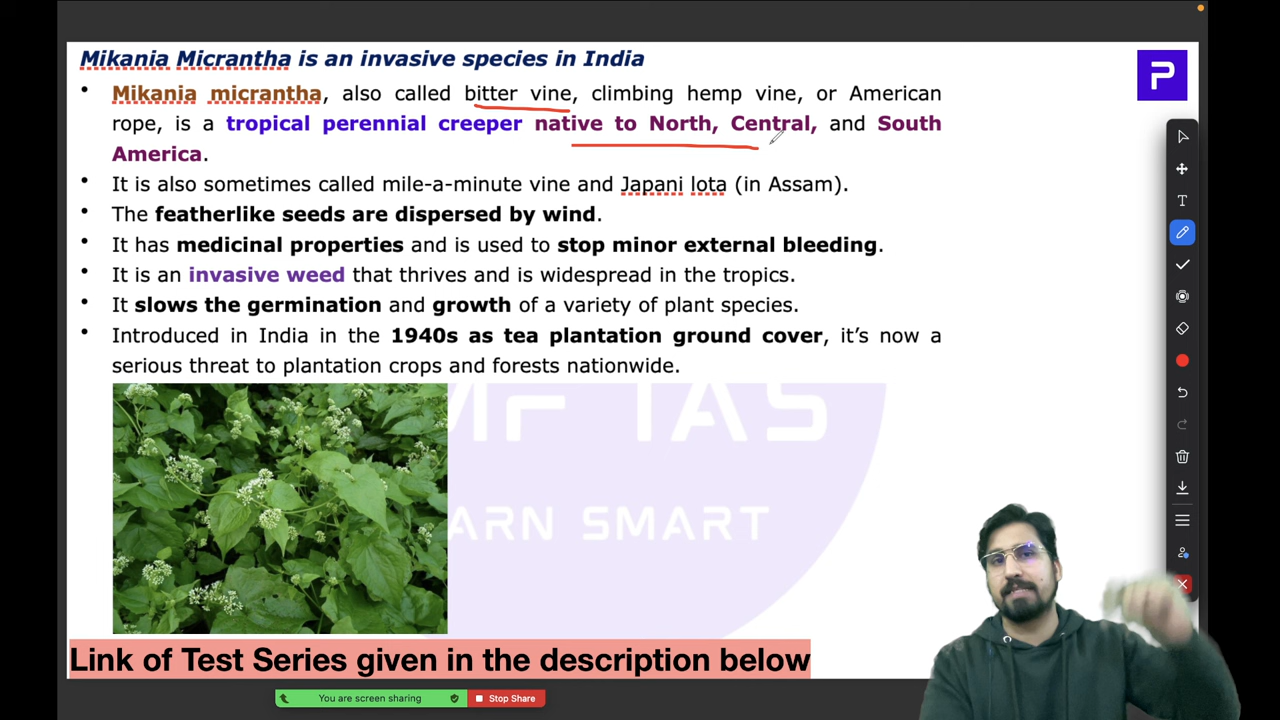 Mikania Micrantha is an invasive species in India
• Mikania micrantha, also called bitter vine, climbing hemp vine, or American
rope, is a tropical perennial creeper native to North, Central, and South
America.
• It is also sometimes called mile-a-minute vine and Japani lota (in Assam).
• The featherlike seeds are dispersed by wind.
• It has medicinal properties and is used to stop minor external bleeding.
• It is an invasive weed that thrives and is widespread in the tropics.
• It slows the germination and growth of a variety of plant species.
• Introduced in India in the 1940s as tea plantation ground cover, it’s now a
serious threat to plantation crops and forests nationwide.
MF IAS
ARN SMART
Link of Test Series given in the description below
You are screen sharing
Stop Share
P
T